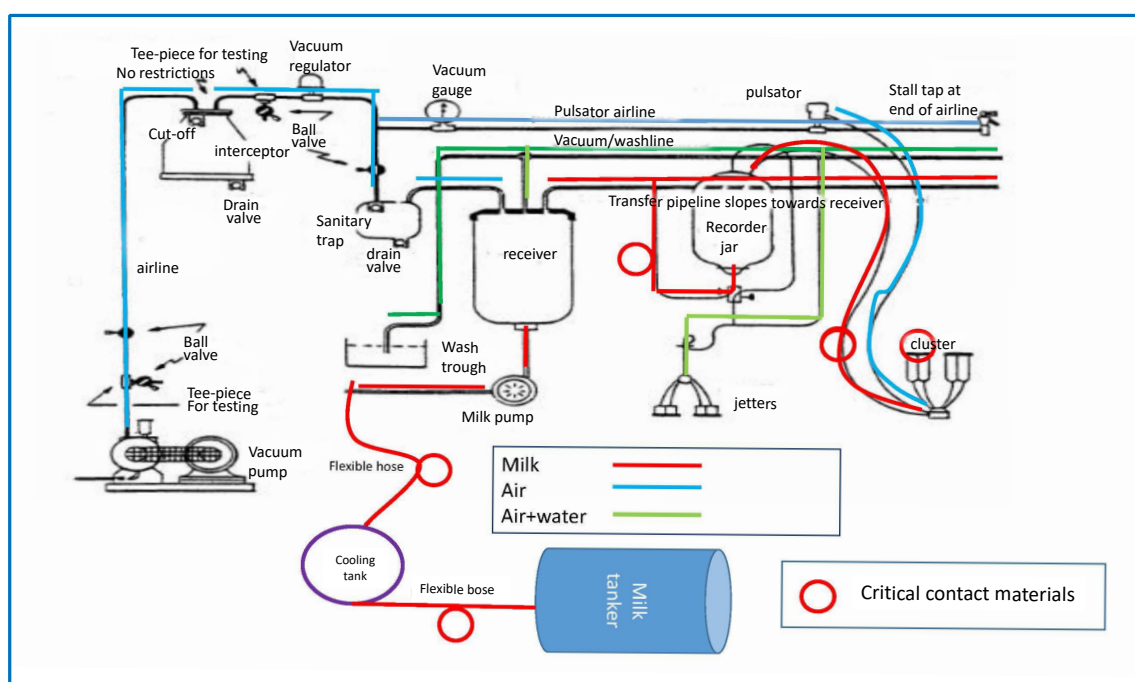 Tee-piece for testing
No restrictions
Vacuum
regulator
Vacuum
gauge
pulsator
Stall tap at
end of airline
Cut-off
interceptor
Ball
valve
Pulsator airline
Vacuum/washline
Drain
valve
Sanitary
trap
drain
valve
receiver
Transfer pipeline slopes towards receiver
Recorder
jar
airline
Ball
valve
Wash
trough
cluster
Tee-piece
For testing
Milk pump
jetters
Vacuum
pump
Flexible hose
Milk
Air
Air+water
Cooling
tank
Flexible bose
Milk
tanker
Critical contact materials